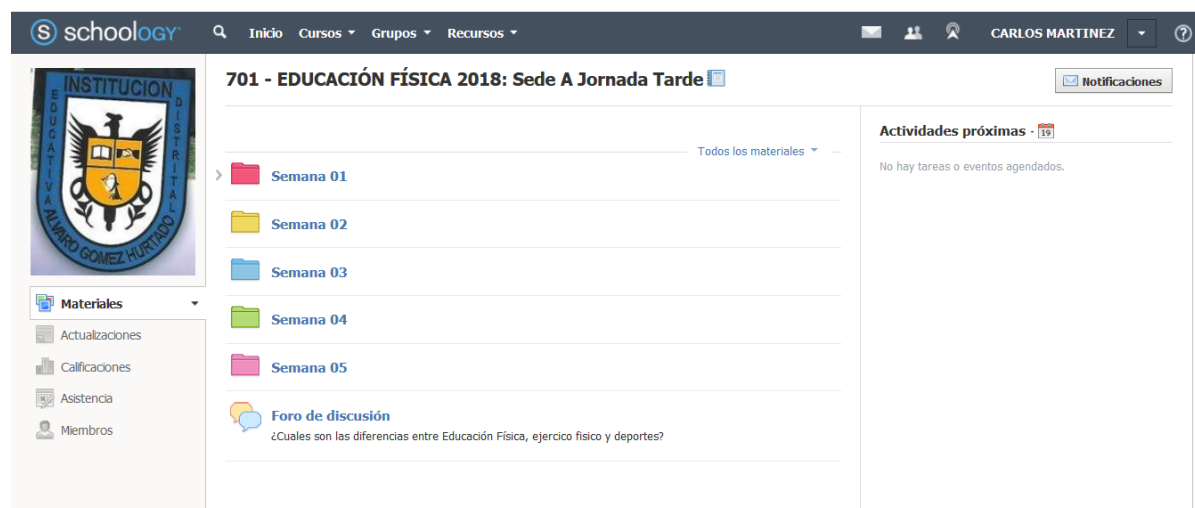 S schoology
Inicio Cursos Grupos Recursos
CARLOS MARTINEZ
?
INSTITUCION
EDUCATIVA
DISTRITAL
ALVARO GOMEZ HURTADO
701 - EDUCACIÓN FÍSICA 2018: Sede A Jornada Tarde
Notificaciones
Todos los materiales
Semana 01
Semana 02
Semana 03
Semana 04
Semana 05
Foro de discusión
¿Cuales son las diferencias entre Educación Física, ejercico fisico y deportes?
Actividades próximas · 19
No hay tareas o eventos agendados.
Materiales
Actualizaciones
Calificaciones
Asistencia
Miembros